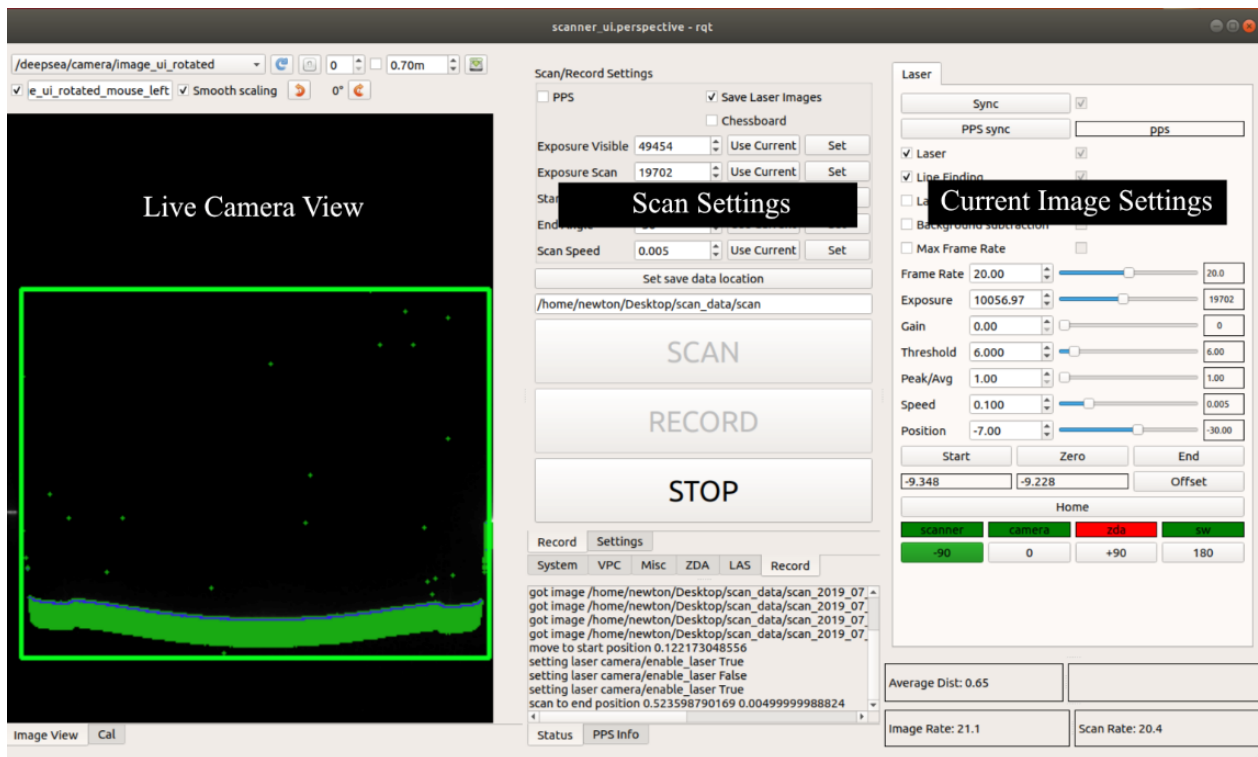 scanner_ui.perspective - rqt
/deepsea/camera/image_ui_rotated 0 0.70m
e_ui_rotated_mouse_left Smooth scaling 0°
Live Camera View
Image View Cal
Scan/Record Settings
PPS Save Laser Images
Chessboard
Exposure Visible 49454 Use Current Set
Exposure Scan 19702 Use Current Set
Scan Settings
Scan Speed 0.005 Use Current Set
Set save data location
/home/newton/Desktop/scan_data/scan
SCAN
RECORD
STOP
Record Settings
System VPC Misc ZDA LAS Record
got image /home/newton/Desktop/scan_data/scan_2019_07_
got image /home/newton/Desktop/scan_data/scan_2019_07_
got image /home/newton/Desktop/scan_data/scan_2019_07_
got image /home/newton/Desktop/scan_data/scan_2019_07_
move to start position 0.122173048556
setting laser camera/enable_laser True
setting laser camera/enable_laser False
setting laser camera/enable_laser True
scan to end position 0.523598790169 0.00499999988824
Status PPS Info
Laser
Sync
PPS sync pps
Laser
Line Finding
Current Image Settings
Background subtraction
Max Frame Rate
Frame Rate 20.00 20.0
Exposure 10056.97 19702
Gain 0.00 0
Threshold 6.000 6.00
Peak/Avg 1.00 1.00
Speed 0.100 0.005
Position -7.00 -30.00
Start Zero End
-9.348 -9.228 Offset
Home
scanner camera zda sw
-90 0 +90 180
Average Dist: 0.65
Image Rate: 21.1 Scan Rate: 20.4